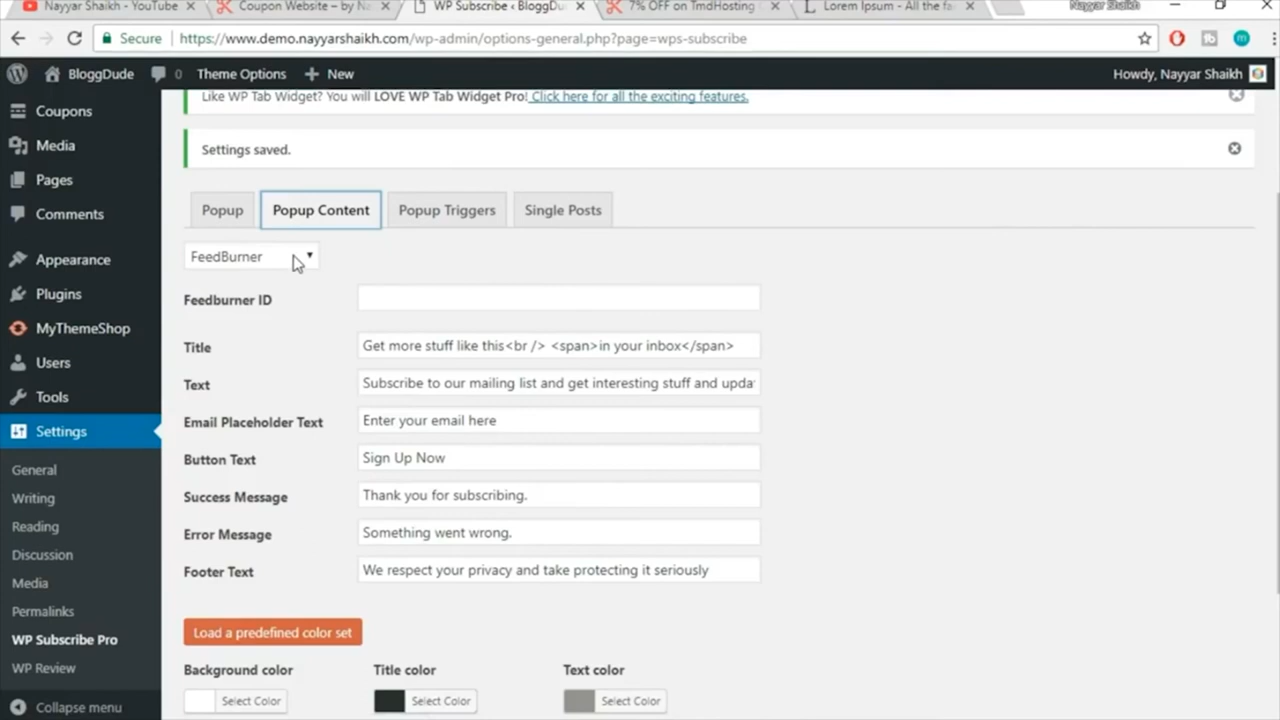 Nayyar Shaikh - YouTube
Coupon Website – by Na
WP Subscribe ‹ BloggDu
7% OFF on TmdHosting
Lorem Ipsum - All the fa
Nayyar Shaikh
Secure https://www.demo.nayyarshaikh.com/wp-admin/options-general.php?page=wps-subscribe
BloggDude 0 Theme Options + New Howdy, Nayyar Shaikh
Like WP Tab Widget? You will LOVE WP Tab Widget Pro! Click here for all the exciting features.
Settings saved.
Coupons
Media
Pages
Comments
Appearance
Plugins
MyThemeShop
Users
Tools
Settings
General
Writing
Reading
Discussion
Media
Permalinks
WP Subscribe Pro
WP Review
Collapse menu
Popup Popup Content Popup Triggers Single Posts
FeedBurner
Feedburner ID
Title Get more stuff like this<br /> <span>in your inbox</span>
Text Subscribe to our mailing list and get interesting stuff and upda
Email Placeholder Text Enter your email here
Button Text Sign Up Now
Success Message Thank you for subscribing.
Error Message Something went wrong.
Footer Text We respect your privacy and take protecting it seriously
Load a predefined color set
Background color Title color Text color
Select Color Select Color Select Color